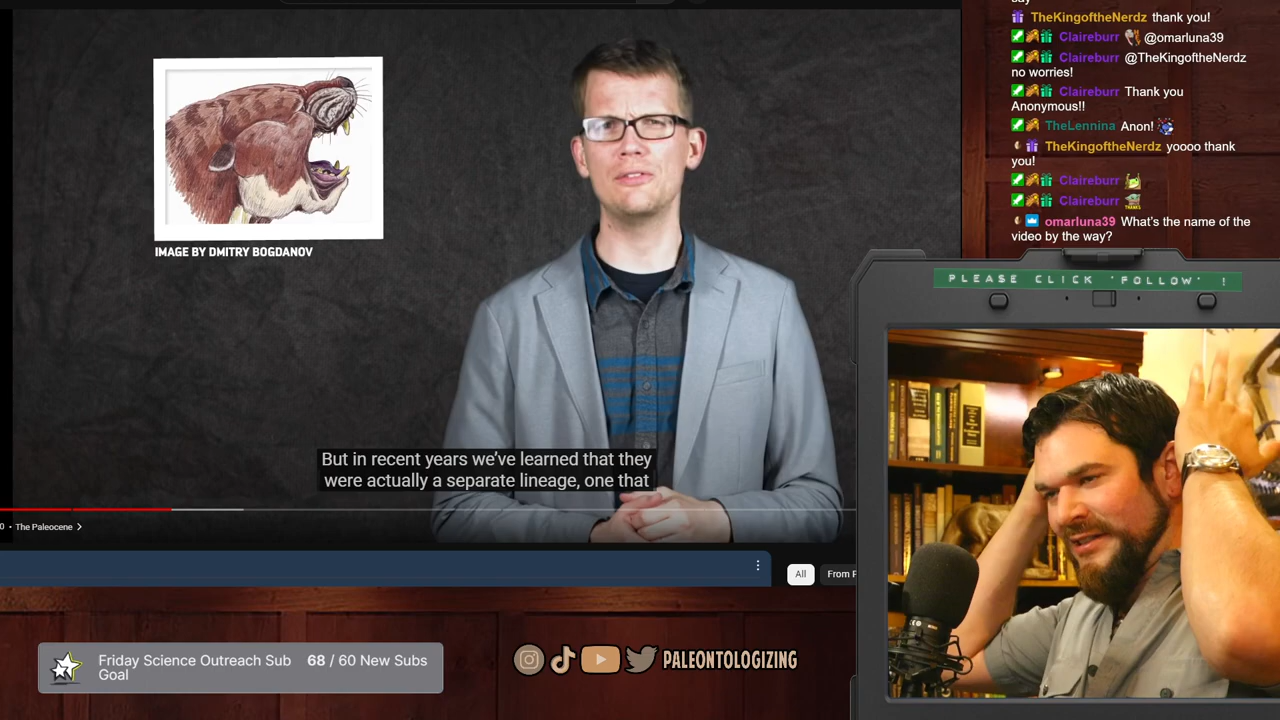 IMAGE BY DMITRY BOGDANOV
But in recent years we've learned that they
were actually a separate lineage, one that
0 • The Paleocene >
All
From
Friday Science Outreach Sub
Goal
68 / 60 New Subs
PALEONTOLOGIZING
TheKingoftheNerdz thank you!
Claireburr @omarluna39
Claireburr @TheKingoftheNerdz
no worries!
Claireburr Thank you
Anonymous!!
TheLennina Anon!
TheKingoftheNerdz yoooo thank
you!
Claireburr
Claireburr
omarluna39 What's the name of the
video by the way?
PLEASE CLICK 'FOLLOW' !